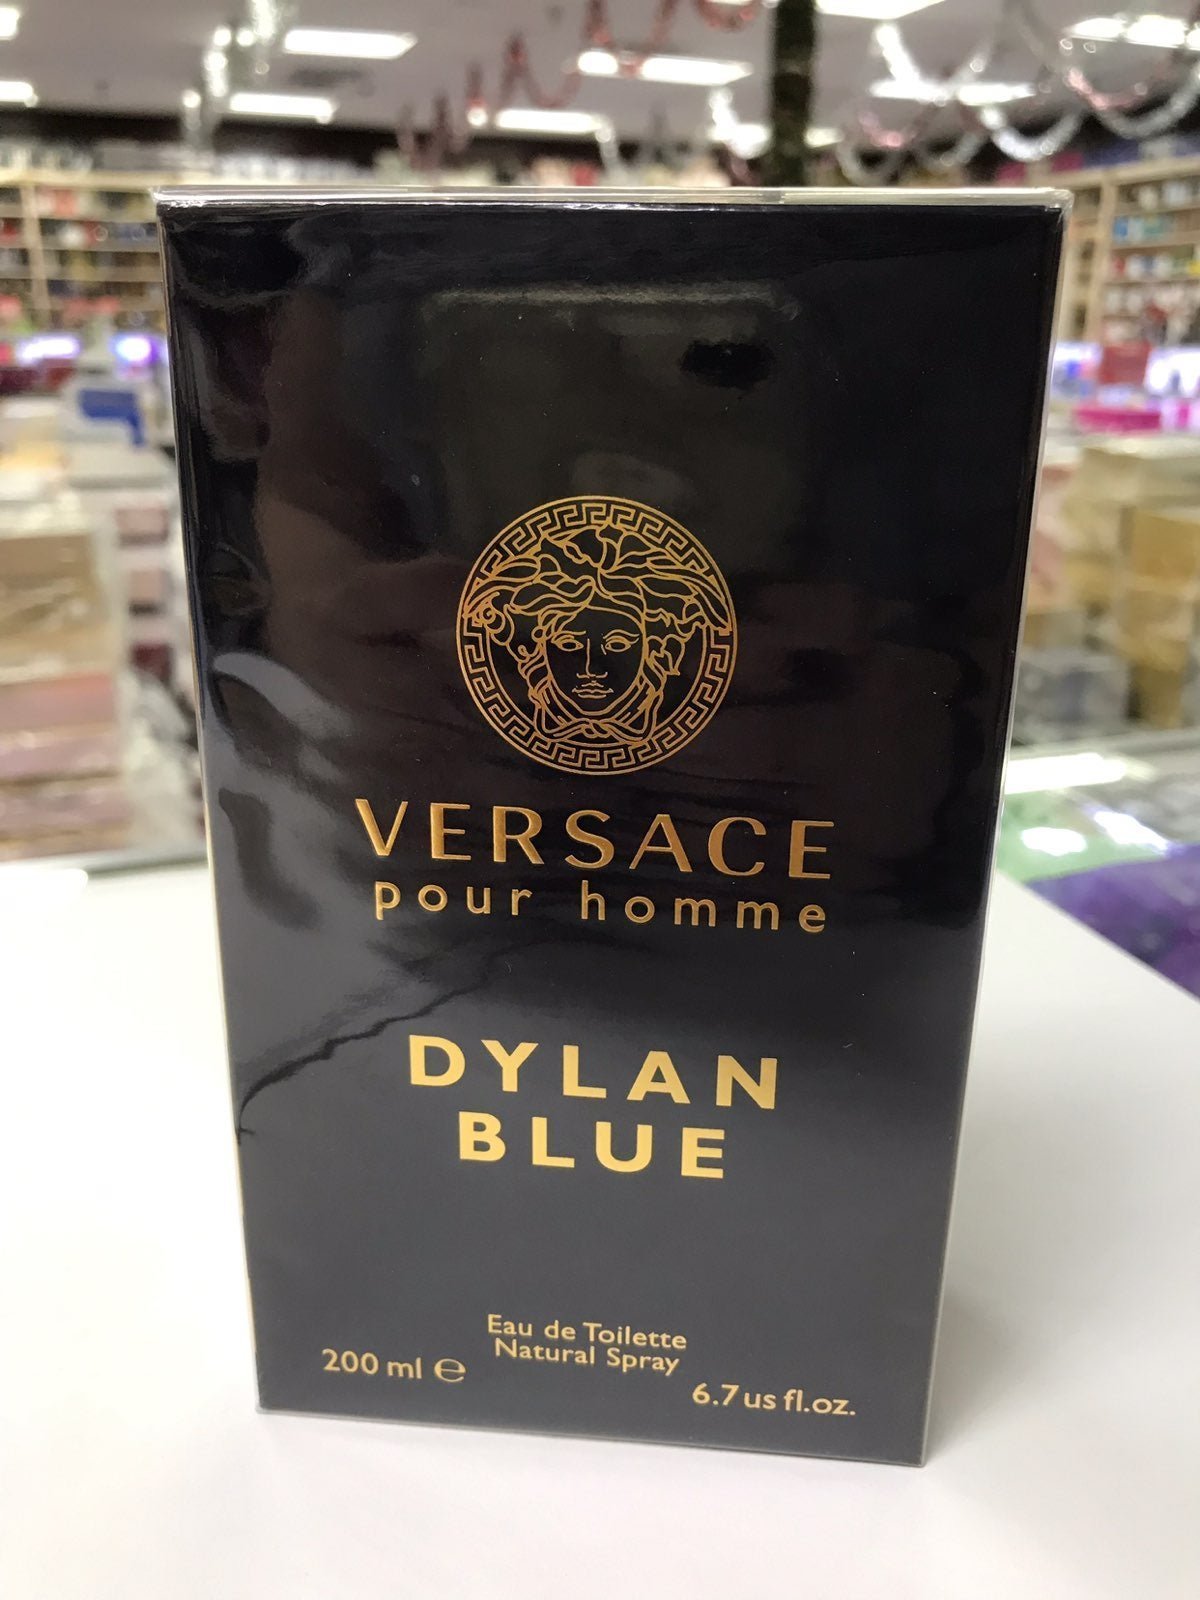 VERSACE
pour homme
DYLAN
BLUE
Eau de Toilette
Natural Spray
200 ml ℮
6.7 us fl.oz.